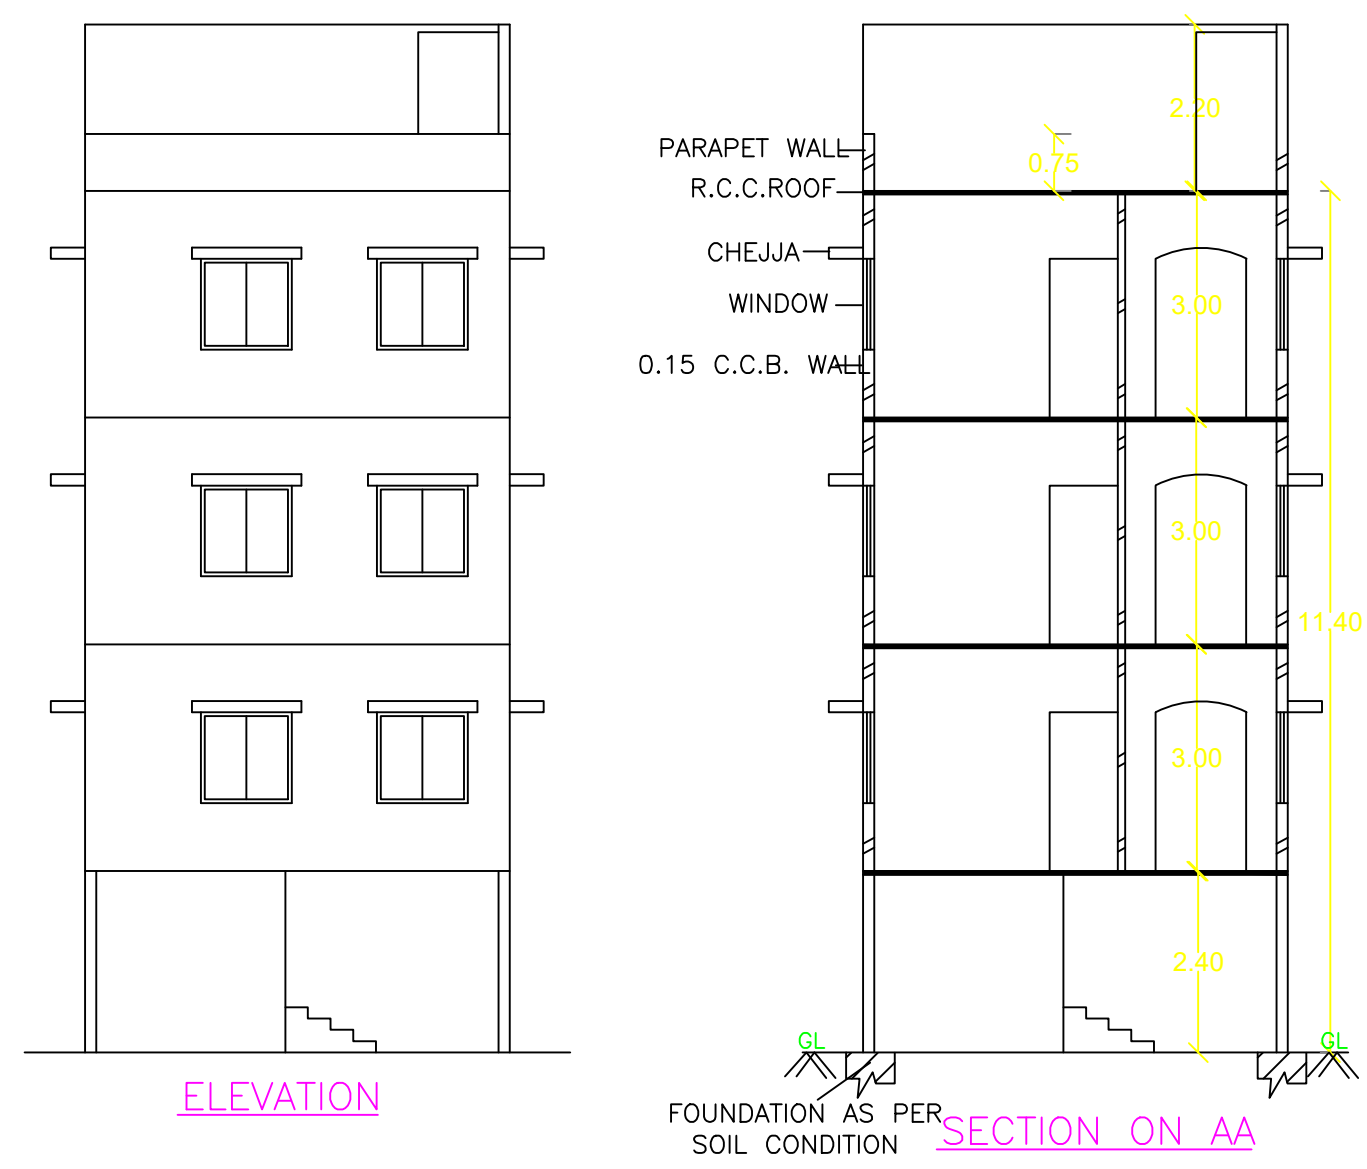 2.20
PARAPET WALL
0.75
R.C.C.ROOF
CHEJJA
WINDOW
3.00
0.15 C.C.B. WALL
3.00
11.40
3.00
2.40
GL
GL
ELEVATION
FOUNDATION AS PER
SOIL CONDITION
SECTION ON AA